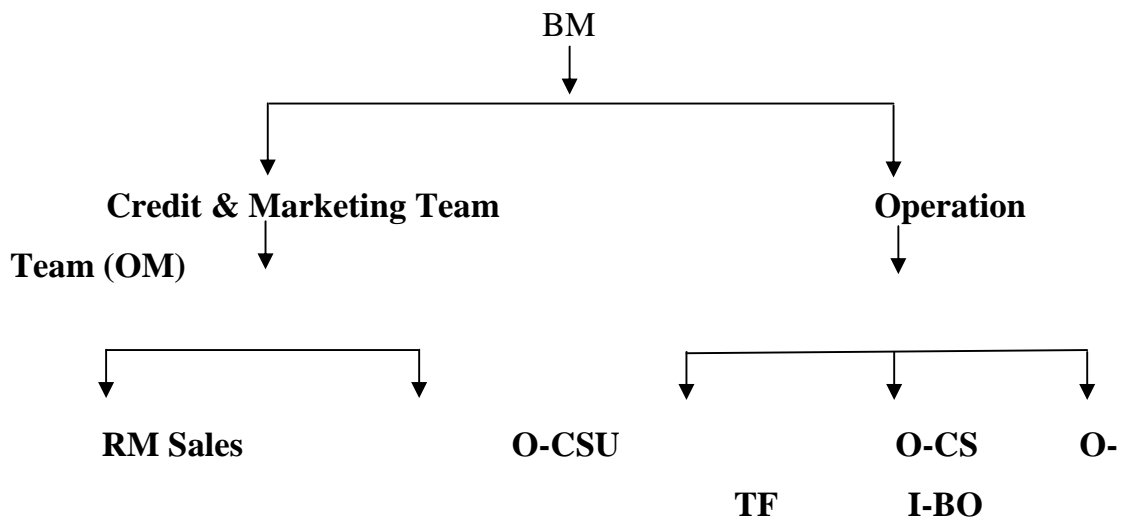 BM
Credit & Marketing Team Operation
Team (OM)
RM Sales O-CSU O-CS O-
TF I-BO